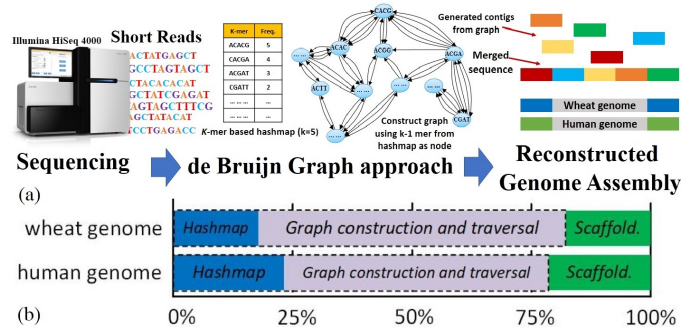 Illumina HiSeq 4000
Short Reads
ACTATGAGCT
GCCTAGTAGCT
CTACACACAT
GCTATCGAGAT
TAGTAGCTTTCG
AGCTATACAT
TCCTGAGACC
K-mer Freq.
ACACG 5
CACGA 4
ACGAT 3
CGATT 2
... ... ... ... ...
... ... ... ... ...
K-mer based hashmap (k=5)
CACG
ACAC
ACGG
ACGA
ACTT
... ...
... ...
... ...
... ...
CGAT
Construct graph
using k-1 mer from
hashmap as node
Generated contigs
from graph
Merged
sequence
Wheat genome
Human genome
Sequencing
de Bruijn Graph approach
Reconstructed
Genome Assembly
(a)
wheat genome
Hashmap
Graph construction and traversal
Scaffold.
human genome
Hashmap
Graph construction and traversal
Scaffold.
(b)
0% 25% 50% 75% 100%